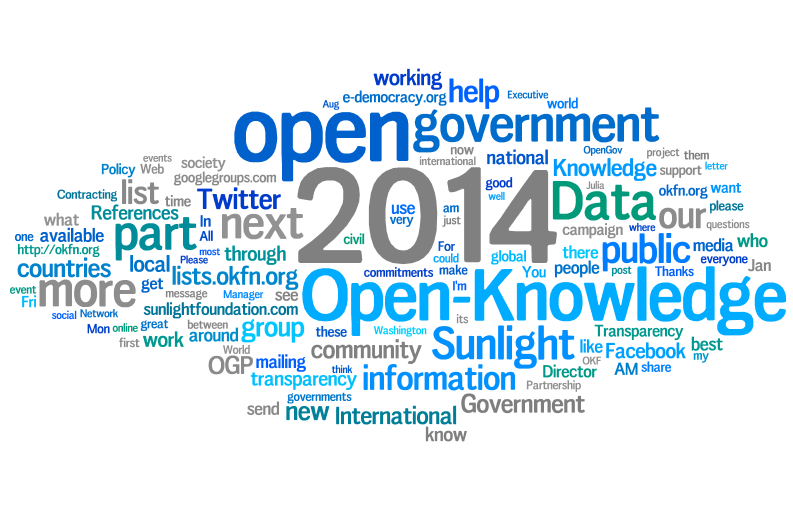 working
Aug
e-democracy.org
help
Executive
world
open
government
events
society
now
international
national
OpenGov
project
them
Policy
Web
googlegroups.com
Knowledge
support
letter
Contracting
list
time
Twitter
good
well
Julia
okfn.org
want
what
References
In
next
2014
use
very
am
just
Data
our
please
questions
one
available
part
All
civil
For
could
campaign
where
who
http://okfn.org
most
Please
through
global
there
public
media
everyone
countries
local
commitments
make
You
people
post
Thanks
Jan
event
Fri
more
get
lists.okfn.org
I'm
message
Manager
see
Open-Knowledge
social
Network
sunlightfoundation.com
its
Mon
online
great
between
group
these
Washington
Sunlight
Transparency
first
work
around
World
community
like
Facebook
best
my
OGP
mailing
think
OKF
AM
share
transparency
information
Director
Partnership
governments
send
new
International
Government
know